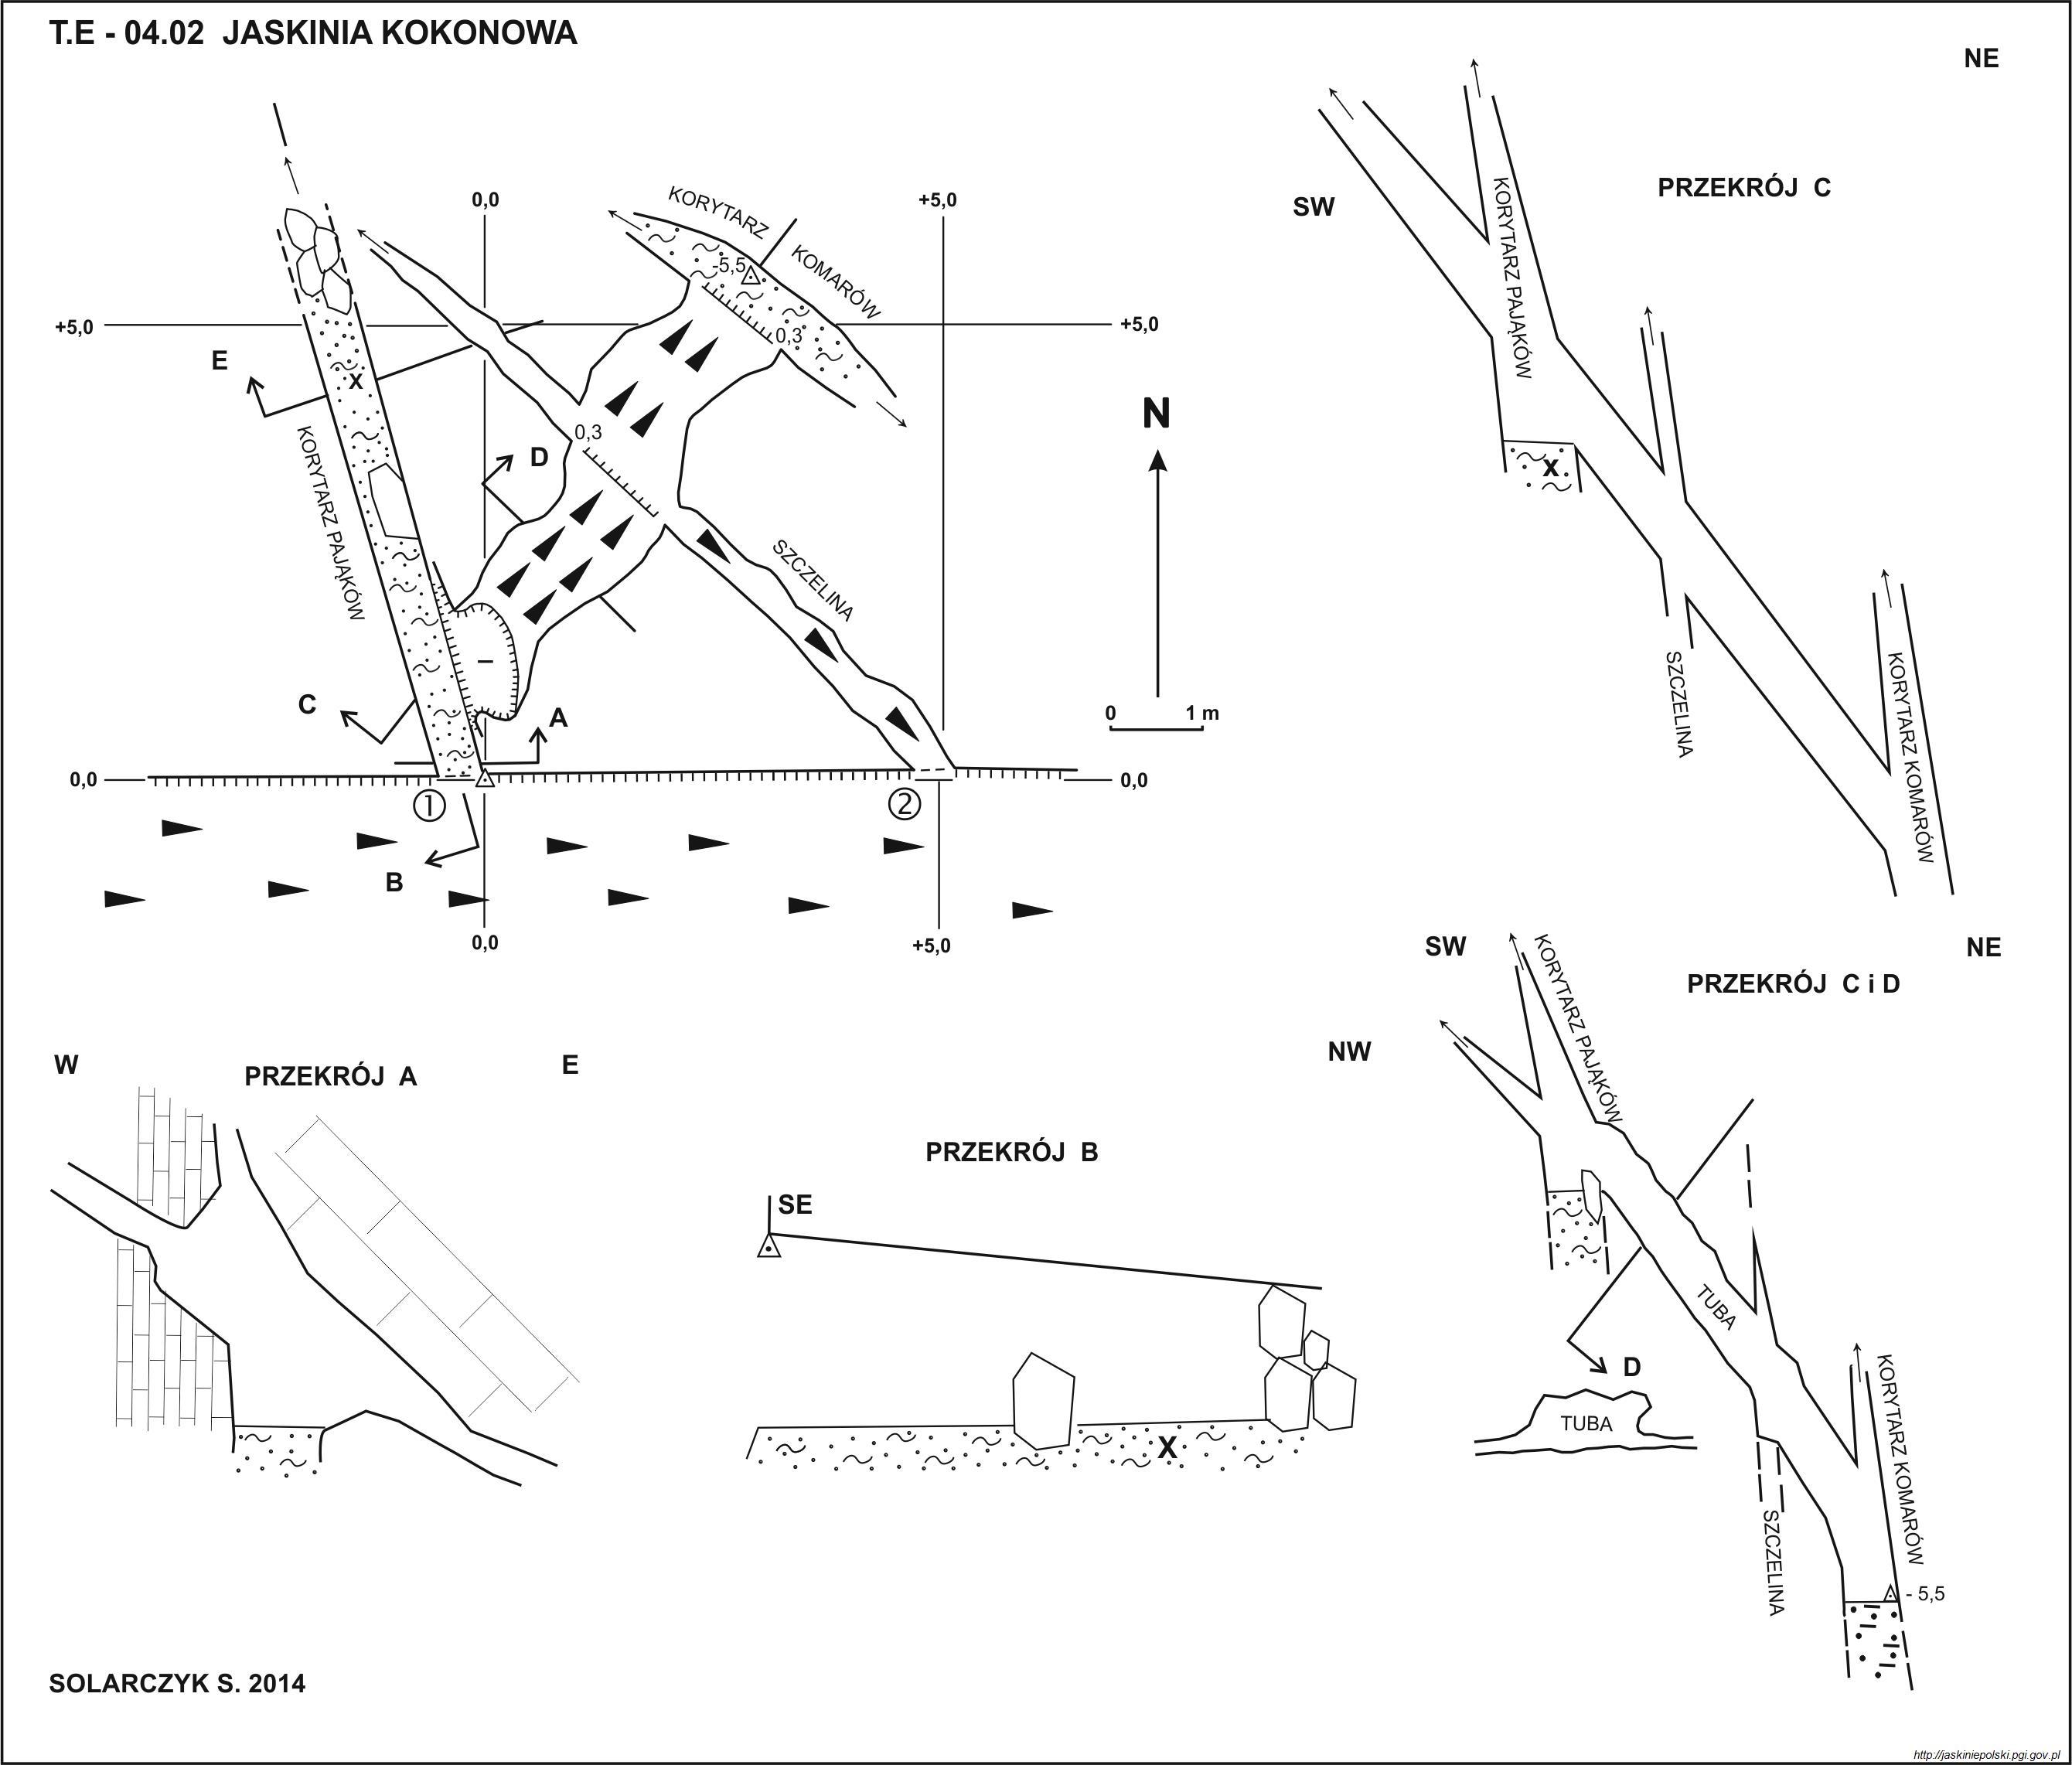 T.E - 04.02 JASKINIA KOKONOWA
NE
SW
PRZEKRÓJ C
KORYTARZ PAJĄKÓW
X
SZCZELINA
KORYTARZ KOMARÓW
0,0
+5,0
KORYTARZ
KOMARÓW
-5,5
0,3
+5,0
+5,0
E
X
KORYTARZ PAJĄKÓW
0,3
D
N
SZCZELINA
0 1 m
C
A
0,0
0,0
1
2
B
0,0
+5,0
SW
NE
PRZEKRÓJ C i D
NW
KORYTARZ PAJĄKÓW
TUBA
D
TUBA
KORYTARZ KOMARÓW
SZCZELINA
- 5,5
W
PRZEKRÓJ A
E
PRZEKRÓJ B
SE
X
SOLARCZYK S. 2014
http://jaskiniepolski.pgi.gov.pl